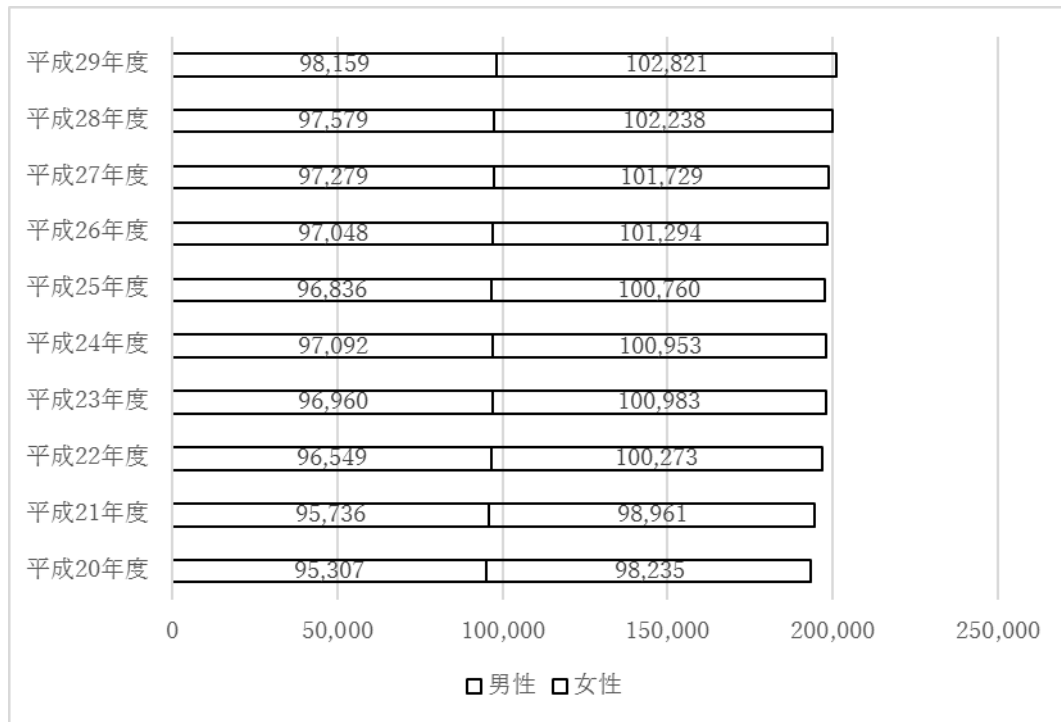 平成29年度 98,159 102,821
平成28年度 97,579 102,238
平成27年度 97,279 101,729
平成26年度 97,048 101,294
平成25年度 96,836 100,760
平成24年度 97,092 100,953
平成23年度 96,960 100,983
平成22年度 96,549 100,273
平成21年度 95,736 98,961
平成20年度 95,307 98,235
0 50,000 100,000 150,000 200,000 250,000
男性 女性